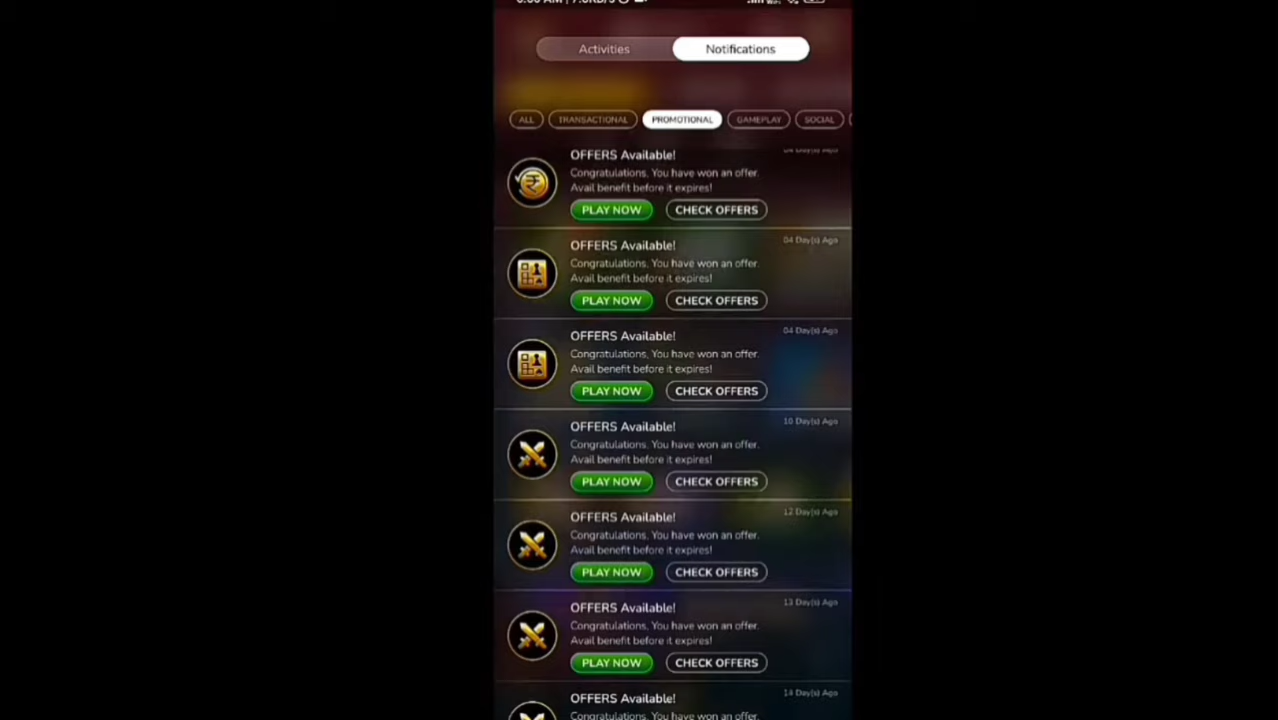 Activities
Notifications
ALL
TRANSACTIONAL
PROMOTIONAL
GAMEPLAY
SOCIAL
OFFERS Available!
04 Day(s) Ago
Congratulations, You have won an offer.
Avail benefit before it expires!
PLAY NOW
CHECK OFFERS
OFFERS Available!
04 Day(s) Ago
Congratulations, You have won an offer.
Avail benefit before it expires!
PLAY NOW
CHECK OFFERS
OFFERS Available!
04 Day(s) Ago
Congratulations, You have won an offer.
Avail benefit before it expires!
PLAY NOW
CHECK OFFERS
OFFERS Available!
10 Day(s) Ago
Congratulations, You have won an offer.
Avail benefit before it expires!
PLAY NOW
CHECK OFFERS
OFFERS Available!
12 Day(s) Ago
Congratulations, You have won an offer.
Avail benefit before it expires!
PLAY NOW
CHECK OFFERS
OFFERS Available!
13 Day(s) Ago
Congratulations, You have won an offer.
Avail benefit before it expires!
PLAY NOW
CHECK OFFERS
OFFERS Available!
14 Day(s) Ago
Congratulations, You have won an offer.